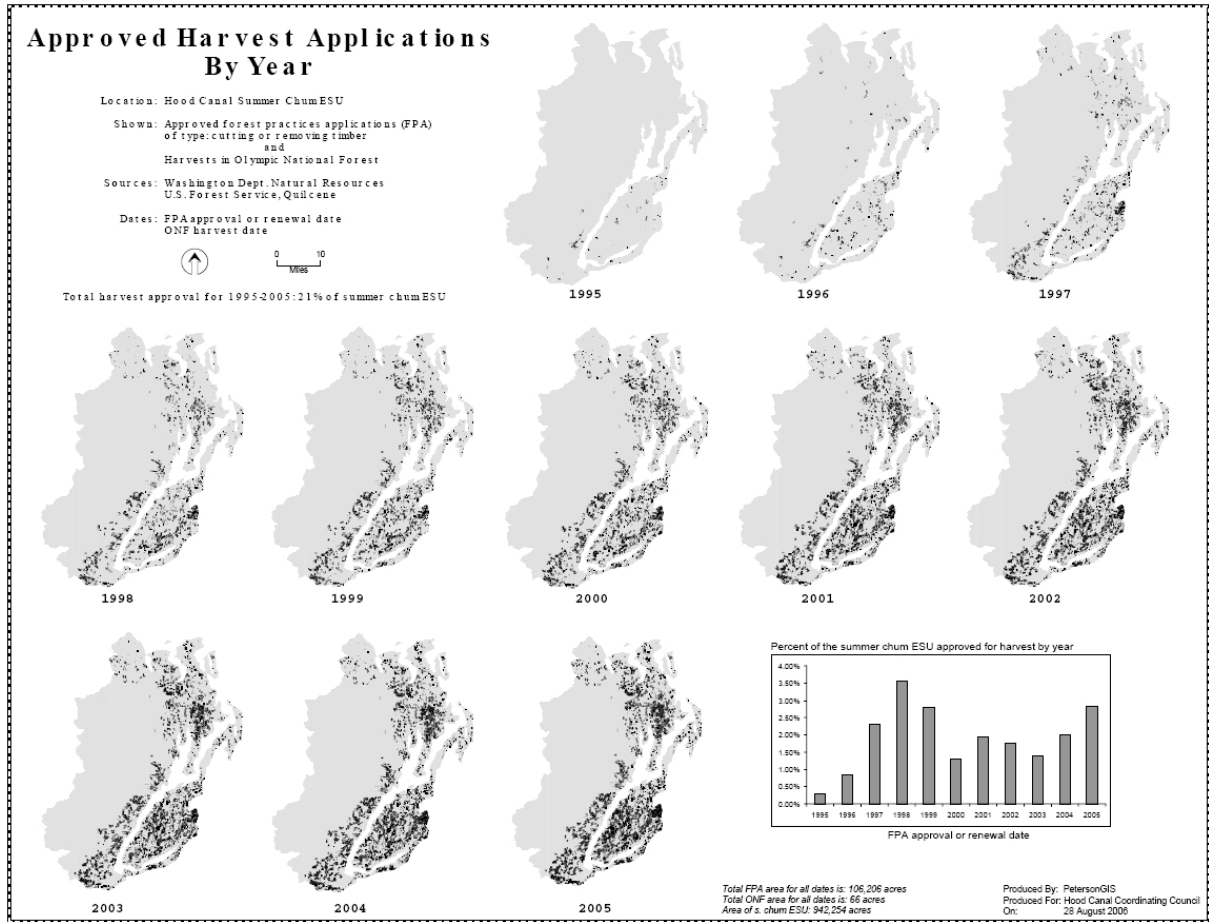 Approved Harvest Applications
By Year
Location: Hood Canal Summer Chum ESU
Shown: Approved forest practices applications (FPA)
of type: cutting or removing timber
and
Harvests in Olympic National Forest
Sources: Washington Dept. Natural Resources
U.S. Forest Service, Quilcene
Dates: FPA approval or renewal date
ONF harvest date
0 10
Miles
Total harvest approval for 1995-2005: 21% of summer chum ESU
1995
1996
1997
1998
1999
2000
2001
2002
2003
2004
2005
Percent of the summer chum ESU approved for harvest by year
4.00%
3.50%
3.00%
2.50%
2.00%
1.50%
1.00%
0.50%
0.00%
1995 1996 1997 1998 1999 2000 2001 2002 2003 2004 2005
FPA approval or renewal date
Total FPA area for all dates is: 106,206 acres
Total ONF area for all dates is: 66 acres
Area of s. chum ESU: 942,254 acres
Produced By: PetersonGIS
Produced For: Hood Canal Coordinating Council
On: 28 August 2006